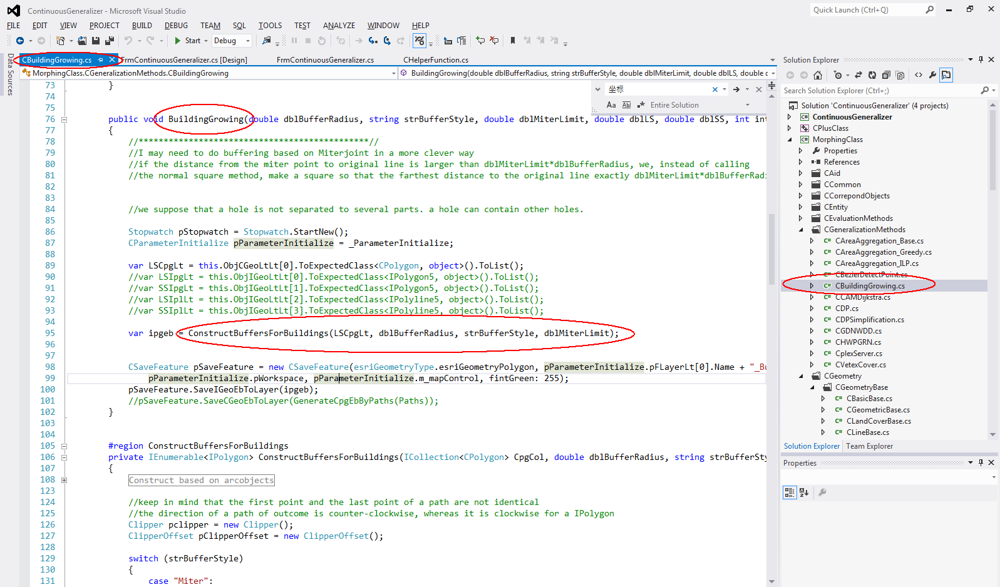 ContinuousGeneralizer - Microsoft Visual Studio
Quick Launch (Ctrl+Q)
FILE EDIT VIEW PROJECT BUILD DEBUG TEAM SQL TOOLS TEST ANALYZE WINDOW HELP
Start Debug
Data Sources
CBuildingGrowing.cs FrmContinuousGeneralizer.cs [Design] FrmContinuousGeneralizer.cs CHelperFunction.cs
MorphingClass.CGeneralizationMethods.CBuildingGrowing BuildingGrowing(double dblBufferRadius, string strBufferStyle, double dblMiterLimit, double dblLS, double c
坐标
Aa Ab Entire Solution
73 }
74
75
76 public void BuildingGrowing(double dblBufferRadius, string strBufferStyle, double dblMiterLimit, double dblLS, double dblSS, int int
77 {
78 //**********************************************//
79 //I may need to do buffering based on Miterjoint in a more clever way
80 //if the distance from the miter point to original line is larger than dblMiterLimit*dblBufferRadius, we, instead of calling
81 //the normal square method, make a square so that the farthest distance to the original line exactly dblMiterLimit*dblBufferRadi
82
83
84 //we suppose that a hole is not separated to several parts. a hole can contain other holes.
85
86 Stopwatch pStopwatch = Stopwatch.StartNew();
87 CParameterInitialize pParameterInitialize = _ParameterInitialize;
88
89 var LSCpgLt = this.ObjCGeoLtLt[0].ToExpectedClass<CPolygon, object>().ToList();
90 //var LSIpgLt = this.ObjIGeoLtLt[0].ToExpectedClass<IPolygon5, object>().ToList();
91 //var SSIpgLt = this.ObjIGeoLtLt[1].ToExpectedClass<IPolygon5, object>().ToList();
92 //var LSIplLt = this.ObjIGeoLtLt[2].ToExpectedClass<IPolyline5, object>().ToList();
93 //var SSIplLt = this.ObjIGeoLtLt[3].ToExpectedClass<IPolyline5, object>().ToList();
94
95 var ipgeb = ConstructBuffersForBuildings(LSCpgLt, dblBufferRadius, strBufferStyle, dblMiterLimit);
96
97
98 CSaveFeature pSaveFeature = new CSaveFeature(esriGeometryType.esriGeometryPolygon, pParameterInitialize.pFLayerLt[0].Name + "_Bu
99 pParameterInitialize.pWorkspace, pParameterInitialize.m_mapControl, fintGreen: 255);
100 pSaveFeature.SaveIGeoEbToLayer(ipgeb);
101 //pSaveFeature.SaveCGeoEbToLayer(GenerateCpgEbByPaths(Paths));
102 }
103
104
105 #region ConstructBuffersForBuildings
106 private IEnumerable<IPolygon> ConstructBuffersForBuildings(ICollection<CPolygon> CpgCol, double dblBufferRadius, string strBufferSty
107 {
108 Construct based on arcobjects
123
124 //keep in mind that the first point and the last point of a path are not identical
125 //the direction of a path of outcome is counter-clockwise, whereas it is clockwise for a IPolygon
126 Clipper pclipper = new Clipper();
127 ClipperOffset pClipperOffset = new ClipperOffset();
128
129 switch (strBufferStyle)
130 {
131 case "Miter":
Solution Explorer
Search Solution Explorer (Ctrl+;)
Solution 'ContinuousGeneralizer' (4 projects)
ContinuousGeneralizer
CPlusClass
MorphingClass
Properties
References
CAid
CCommon
CCorrepondObjects
CEntity
CEvaluationMethods
CGeneralizationMethods
CAreaAggregation_Base.cs
CAreaAggregation_Greedy.cs
CAreaAggregation_ILP.cs
CBezierDetectPoint.cs
CBuildingGrowing.cs
CCAMDijkstra.cs
CDP.cs
CDPSimplification.cs
CGDNWDD.cs
CHWPGRN.cs
CplexServer.cs
CVetexCover.cs
CGeometry
CGeometryBase
CBasicBase.cs
CGeometricBase.cs
CLandCoverBase.cs
CLineBase.cs
Solution Explorer Team Explorer
Properties